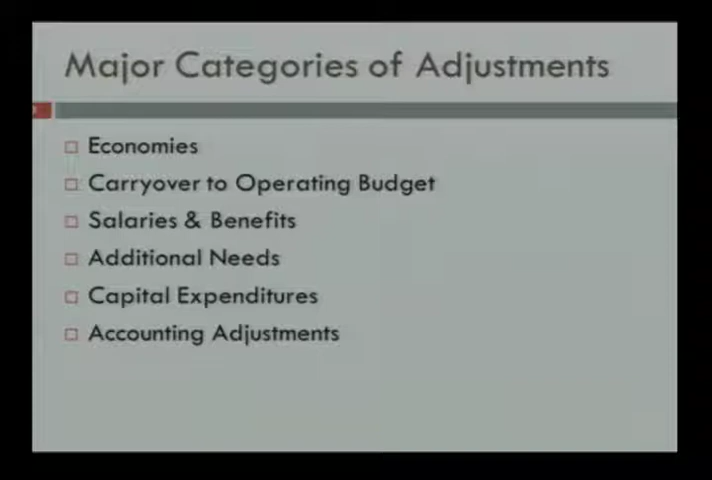 Major Categories of Adjustments
Economies
Carryover to Operating Budget
Salaries & Benefits
Additional Needs
Capital Expenditures
Accounting Adjustments